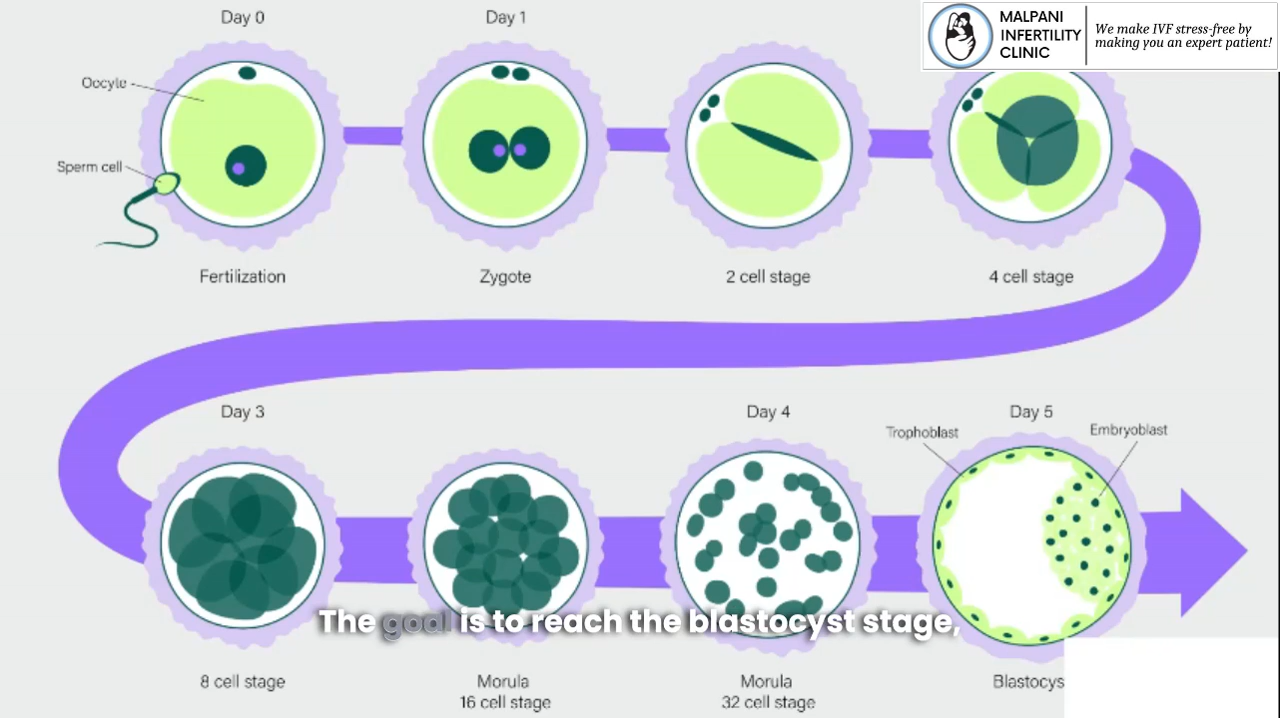 Day 0
Day 1
MALPANI
INFERTILITY
CLINIC
We make IVF stress-free by
making you an expert patient!
Oocyte
Sperm cell
Fertilization
Zygote
2 cell stage
4 cell stage
Day 3
Day 4
Day 5
Trophoblast
Embryoblast
The goal is to reach the blastocyst stage,
8 cell stage
Morula
16 cell stage
Morula
32 cell stage
Blastocys